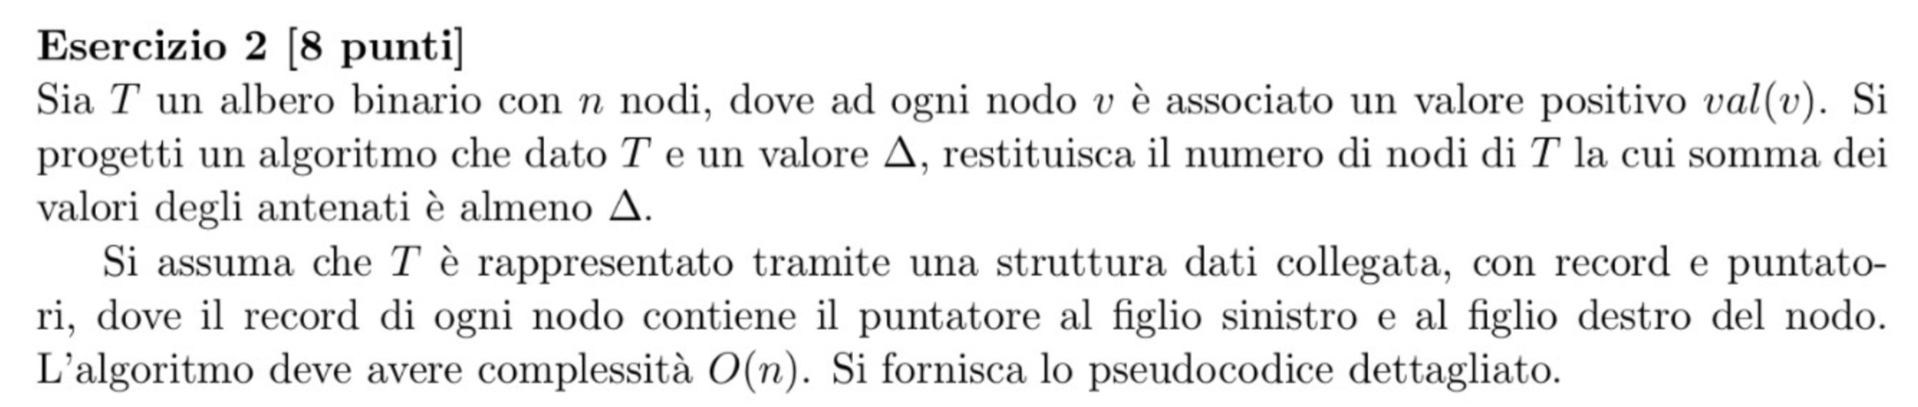 Esercizio 2 [8 punti]
Sia T un albero binario con n nodi, dove ad ogni nodo v è associato un valore positivo val(v). Si
progetti un algoritmo che dato T e un valore Δ, restituisca il numero di nodi di T la cui somma dei
valori degli antenati è almeno Δ.
Si assuma che T è rappresentato tramite una struttura dati collegata, con record e puntato-
ri, dove il record di ogni nodo contiene il puntatore al figlio sinistro e al figlio destro del nodo.
L'algoritmo deve avere complessità O(n). Si fornisca lo pseudocodice dettagliato.